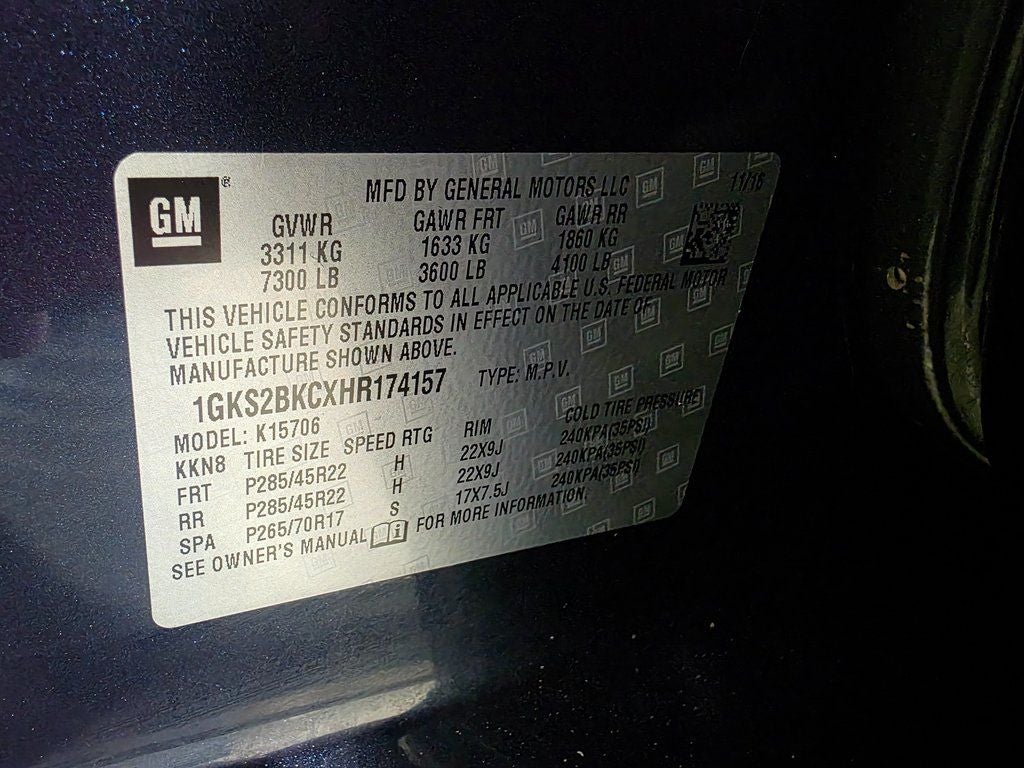 GM ®
MFD BY GENERAL MOTORS LLC 11/16
GVWR GAWR FRT GAWR RR
3311 KG 1633 KG 1860 KG
7300 LB 3600 LB 4100 LB
THIS VEHICLE CONFORMS TO ALL APPLICABLE U.S. FEDERAL MOTOR
VEHICLE SAFETY STANDARDS IN EFFECT ON THE DATE OF
MANUFACTURE SHOWN ABOVE.
1GKS2BKCXHR174157 TYPE: M.P.V.
MODEL: K15706
KKN8 TIRE SIZE SPEED RTG RIM COLD TIRE PRESSURE
FRT P285/45R22 H 22X9J 240KPA(35PSI)
RR P285/45R22 H 22X9J 240KPA(35PSI)
SPA P265/70R17 S 17X7.5J 240KPA(35PSI)
SEE OWNER'S MANUAL FOR MORE INFORMATION.